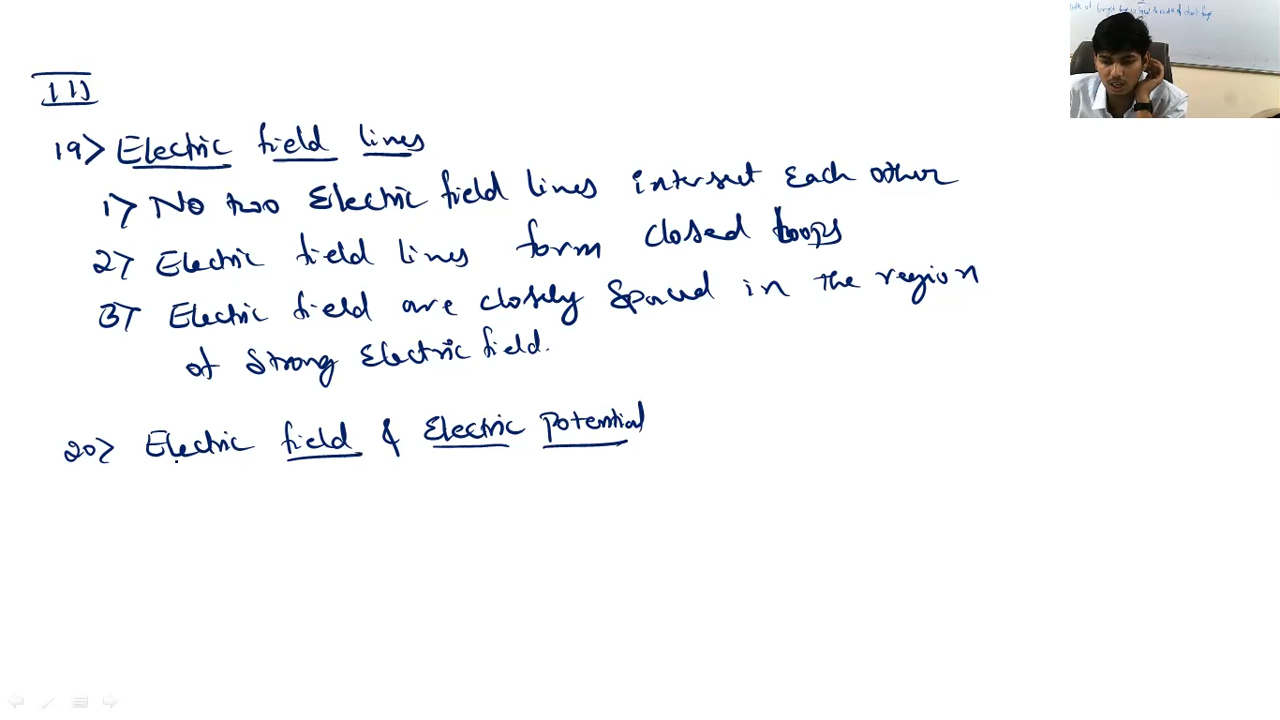 III
19> Electric field lines
1> No two Electric field lines intersect Each other
2> Electric field lines form closed loops
3> Electric field are closely spaced in the region
of strong Electric field.
20> Electric field & Electric potential